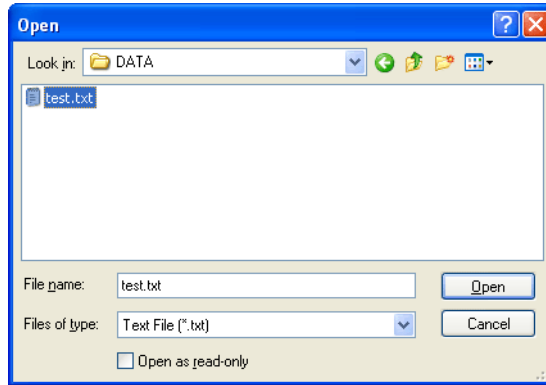 Open
Look in: DATA
test.txt
File name: test.txt Open
Files of type: Text File (*.txt) Cancel
Open as read-only